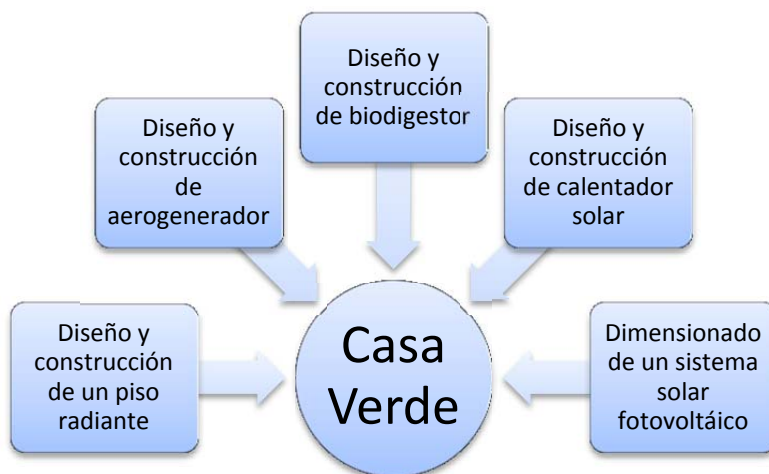 Diseño y
construcción
de un piso
radiante
Diseño y
construcción
de
aerogenerador
Diseño y
construcción
de biodigestor
Diseño y
construcción
de calentador
solar
Dimensionado
de un sistema
solar
fotovoltáico
Casa
Verde